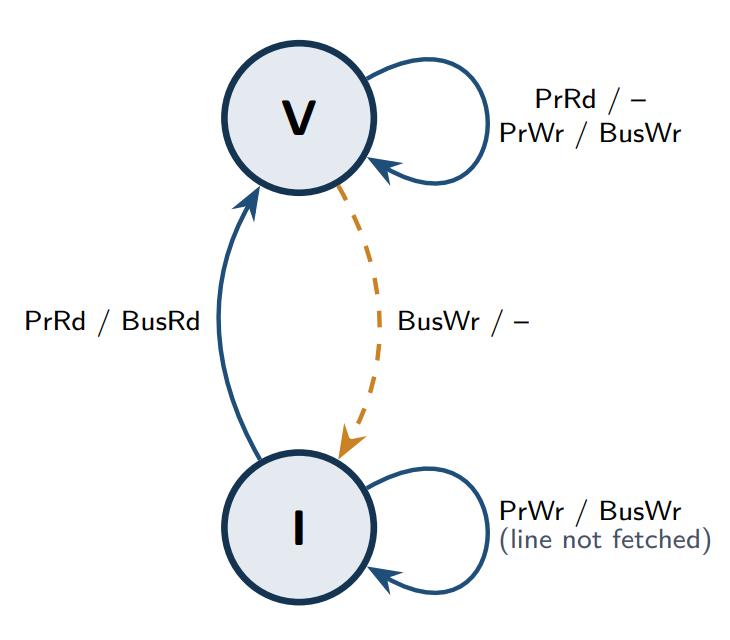 V
PrRd / –
PrWr / BusWr
PrRd / BusRd
BusWr / –
I
PrWr / BusWr
(line not fetched)